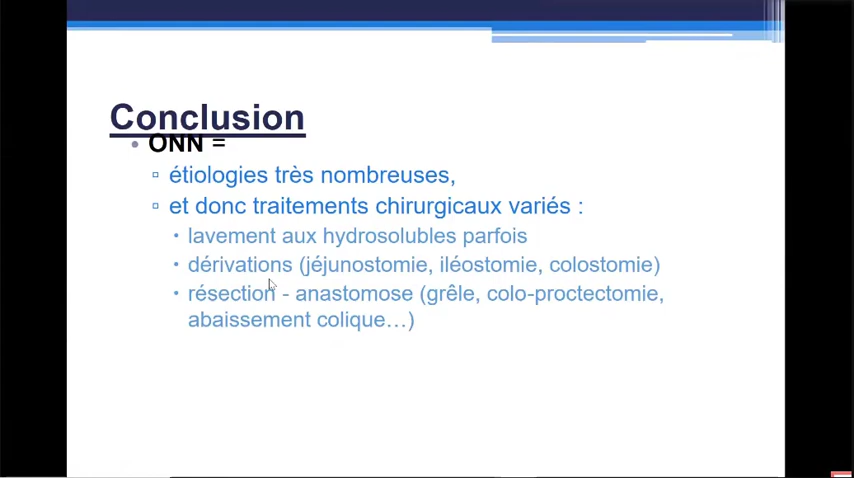 Conclusion
• ONN =
▫ étiologies très nombreuses,
▫ et donc traitements chirurgicaux variés :
• lavement aux hydrosolubles parfois
• dérivations (jéjunostomie, iléostomie, colostomie)
• résection - anastomose (grêle, colo-proctectomie,
abaissement colique…)